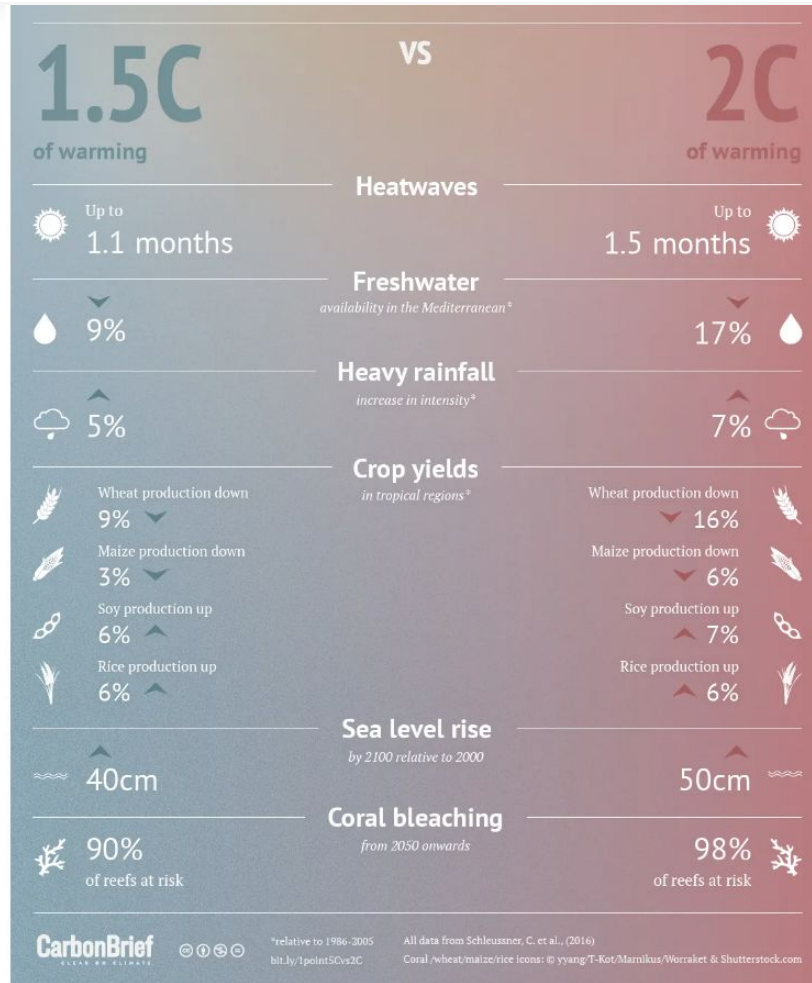 1.5C vs 2C
of warming of warming
Heatwaves
Up to Up to
1.1 months 1.5 months
Freshwater
availability in the Mediterranean*
9% 17%
Heavy rainfall
increase in intensity*
5% 7%
Crop yields
in tropical regions*
Wheat production down Wheat production down
9% 16%
Maize production down Maize production down
3% 6%
Soy production up Soy production up
6% 7%
Rice production up Rice production up
6% 6%
Sea level rise
by 2100 relative to 2000
40cm 50cm
Coral bleaching
from 2050 onwards
90% 98%
of reefs at risk of reefs at risk
CarbonBrief
CLEAR ON CLIMATE
*relative to 1986-2005
bit.ly/1point5Cvs2C
All data from Schleussner, C. et al., (2016)
Coral /wheat/maize/rice icons: © yyang/T-Kot/Marnikus/Worraket & Shutterstock.com